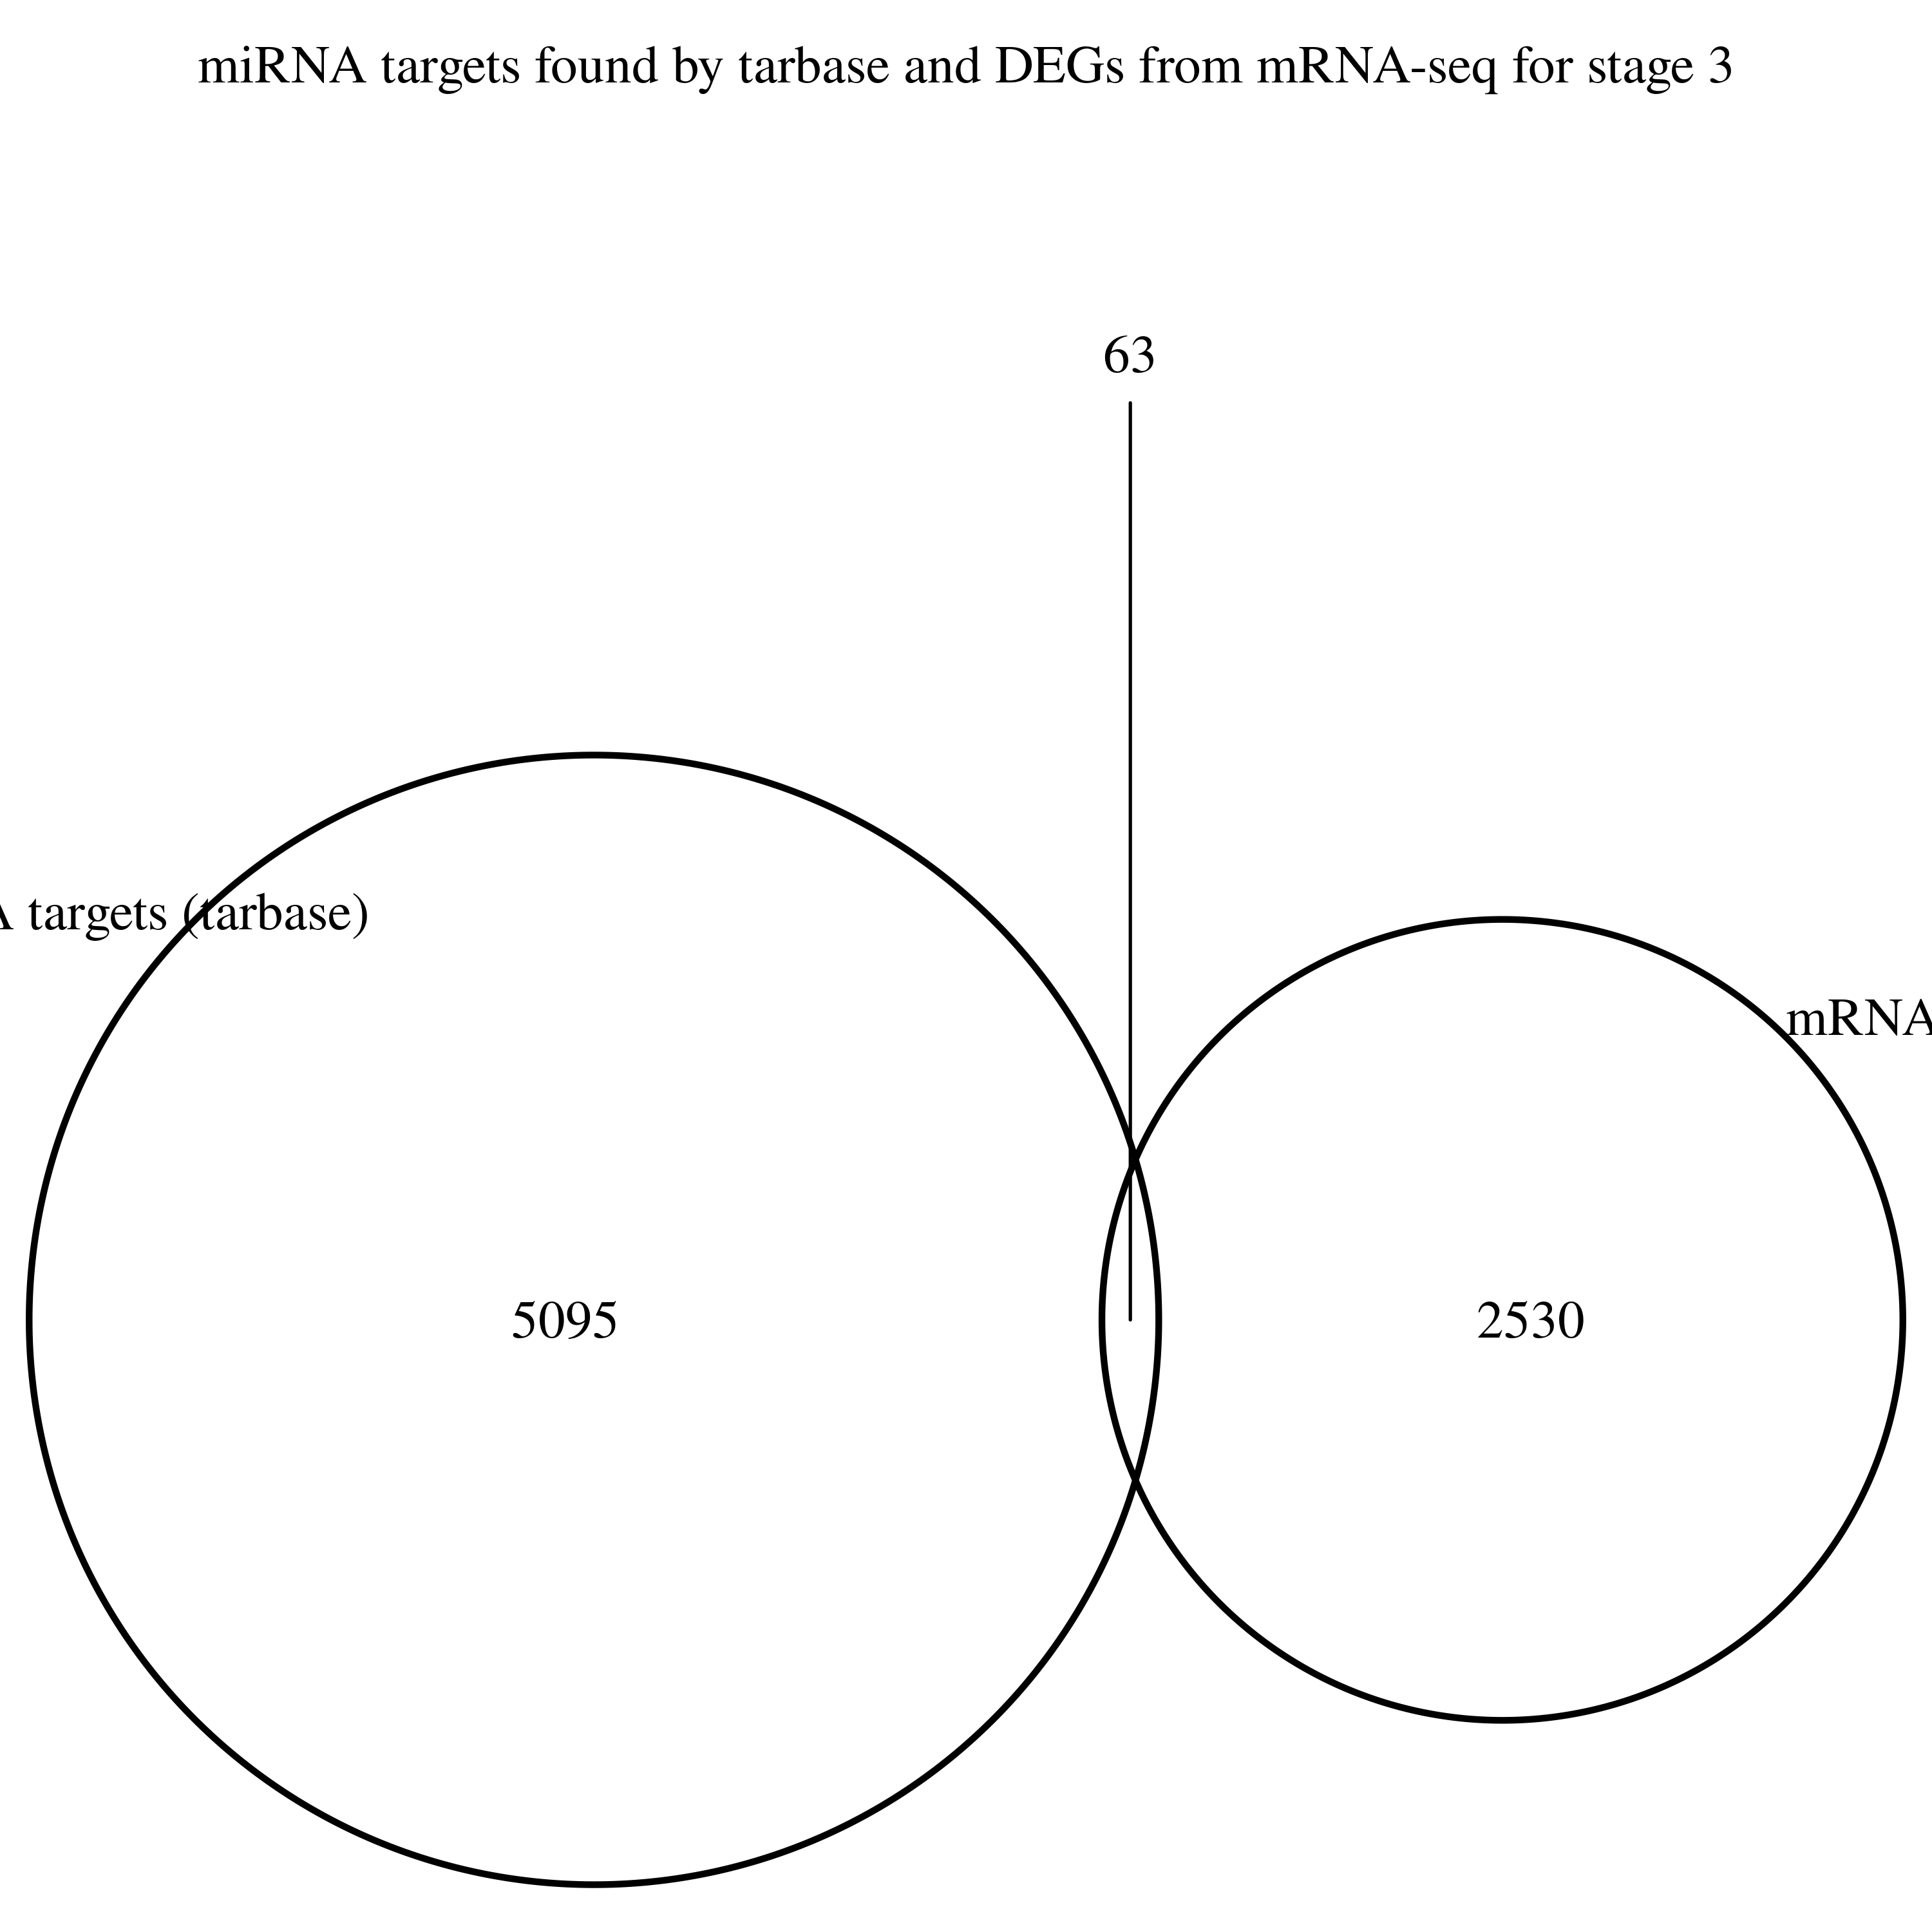 miRNA targets found by tarbase and DEGs from mRNA-seq for stage 3
63
targets (tarbase)
mRNA
5095
2530